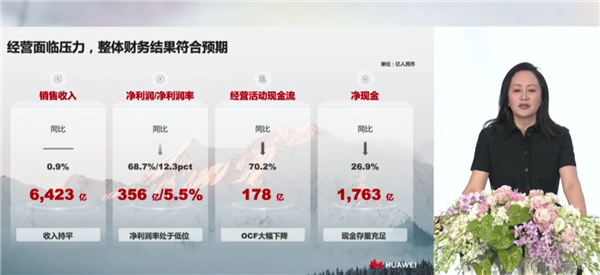 经营面临压力，整体财务结果符合预期
单位：亿人民币
销售收入
净利润/净利润率
经营活动现金流
净现金
同比
同比
同比
同比
0.9%
68.7%/12.3pct
70.2%
26.9%
6,423 亿
356 亿/5.5%
178 亿
1,763 亿
收入持平
净利润率处于低位
OCF大幅下降
现金存量充足
HUAWEI